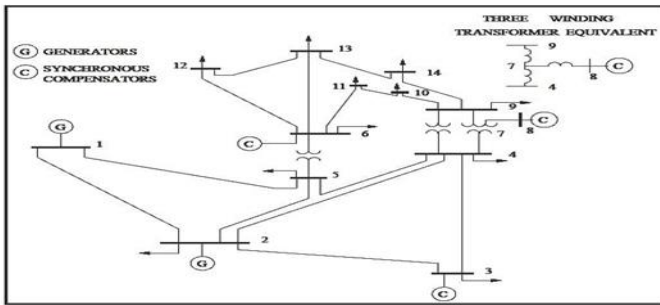 THREE WINDING
TRANSFORMER EQUIVALENT
G GENERATORS
C SYNCHRONOUS
COMPENSATORS
9
7
C
8
4
13
12
14
11
10
9
C
6
7
C
8
G
1
4
5
2
G
3
C